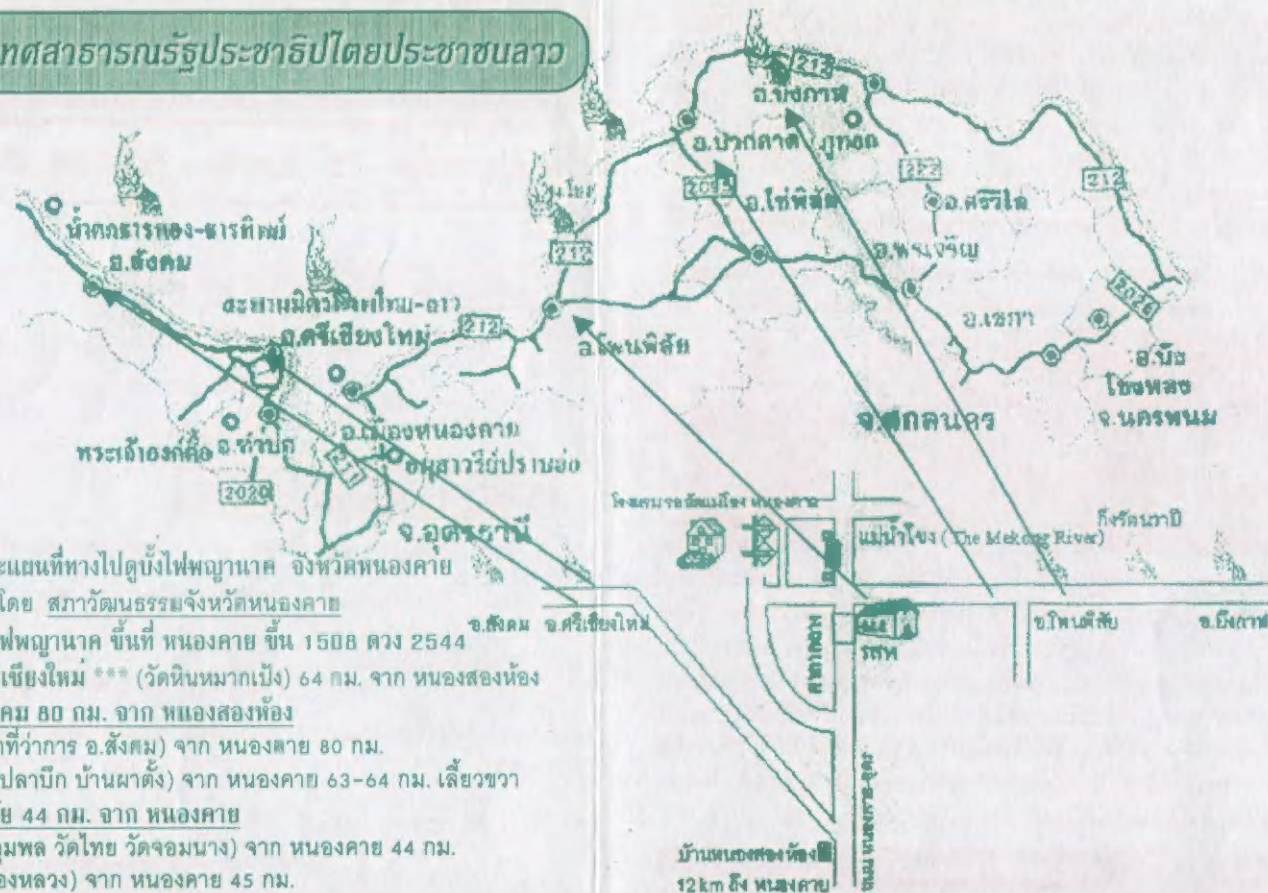 ทศสาธารณรัฐประชาธิปไตยประชาชนลาว
212
อ.บึงกาฬ
อ.ปากคาด
ภูทอก
2095
222
212
อ.โซ่พิสัย
อ.ศรีวิไล
น้ำตกธารทอง-ธารทิพย์
อ.สังคม
212
อ.พรเจริญ
สะพานมิตรภาพไทย-ลาว
อ.ศรีเชียงใหม่
212
อ.เซกา
2026
อ.โพนพิสัย
อ.บึง
โขงหลง
จ.สกลนคร
จ.นครพนม
อ.เมืองหนองคาย
พระเจ้าองค์ตื้อ
อ.ท่าบ่อ
211
อนุสาวรีย์ปราบฮ่อ
2020
จ.อุดรธานี
แม่น้ำโขง (The Mekong River)
กิ่งรัตนวาปี
ะแผนที่ทางไปดูบั้งไฟพญานาค จังหวัดหนองคาย
โดย สภาวัฒนธรรมจังหวัดหนองคาย
อ.สังคม
อ.ศรีเชียงใหม่
ศาลากลาง
รสพ
อ.โพนพิสัย
อ.บึงกาฬ
ฟพญานาค ขึ้นที่ หนองคาย ขึ้น 1508 ดวง 2544
เชียงใหม่ *** (วัดหินหมากเป้ง) 64 กม. จาก หนองสองห้อง
คม 80 กม. จาก หนองสองห้อง
าที่ว่าการ อ.สังคม) จาก หนองคาย 80 กม.
ปลาบึก บ้านผาตั้ง) จาก หนองคาย 63-64 กม. เลี้ยวขวา
ัย 44 กม. จาก หนองคาย
ุมพล วัดไทย วัดจอมนาง) จาก หนองคาย 44 กม.
องหลวง) จาก หนองคาย 45 กม.
บ้านหนองสองห้อง
12 km ถึง หนองคาย
ถนน หนองคาย-อุดร